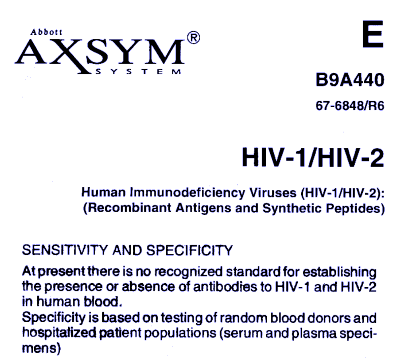 Abbott
AXSYM®
SYSTEM
E
B9A440
67-6848/R6
HIV-1/HIV-2
Human Immunodeficiency Viruses (HIV-1/HIV-2):
(Recombinant Antigens and Synthetic Peptides)
SENSITIVITY AND SPECIFICITY
At present there is no recognized standard for establishing
the presence or absence of antibodies to HIV-1 and HIV-2
in human blood.
Specificity is based on testing of random blood donors and
hospitalized patient populations (serum and plasma speci-
mens)